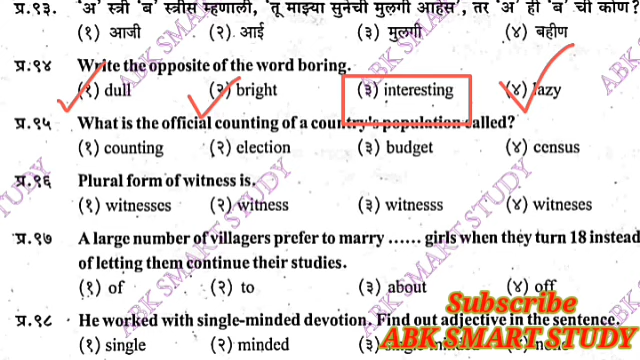 प्र.९३. 'अ' स्त्री 'ब' स्त्रीस म्हणाली, 'तू माझ्या सुनेची मुलगी आहेस', तर 'अ' ही 'ब' ची कोण?
(१) आजी (२) आई (३) मुलगी (४) बहीण
प्र.९४ Write the opposite of the word boring.
(१) dull (२) bright (३) interesting (४) lazy
प्र.९५ What is the official counting of a country's population called?
(१) counting (२) election (३) budget (४) census
प्र.९६ Plural form of witness is.
(१) witnesses (२) witness (३) witnesss (४) witneses
प्र.९७ A large number of villagers prefer to marry ...... girls when they turn 18 instead
of letting them continue their studies.
(१) of (२) to (३) about (४) off
प्र.९८ He worked with single-minded devotion. Find out adjective in the sentence.
(१) single (२) minded (३) single-minded (४) none
Subscribe
ABK SMART STUDY